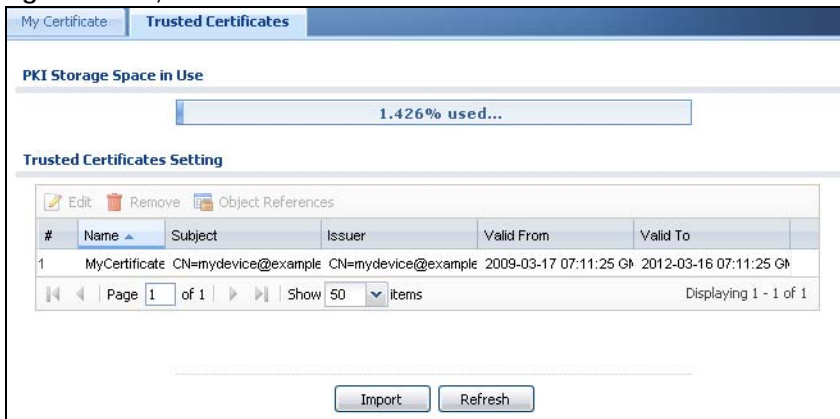 My Certificate Trusted Certificates
PKI Storage Space in Use
1.426% used...
Trusted Certificates Setting
Edit Remove Object References
# Name Subject Issuer Valid From Valid To
1 MyCertificate CN=mydevice@example CN=mydevice@example 2009-03-17 07:11:25 GM 2012-03-16 07:11:25 GM
Page 1 of 1 Show 50 items Displaying 1 - 1 of 1
Import Refresh